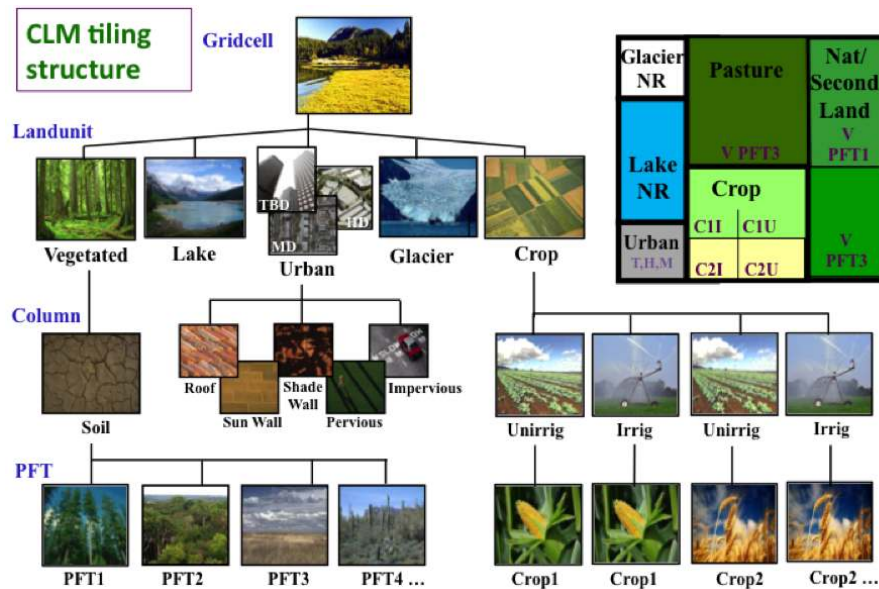 CLM tiling
structure
Gridcell
Landunit
TBD
HD
MD
Vegetated
Lake
Urban
Glacier
Crop
Column
Roof
Sun Wall
Shade
Wall
Pervious
Impervious
Soil
Unirrig
Irrig
Unirrig
Irrig
PFT
PFT1
PFT2
PFT3
PFT4 ...
Crop1
Crop1
Crop2
Crop2 ...
Glacier
NR
Pasture
V PFT3
Nat/
Second
Land
V
PFT1
Lake
NR
Crop
C1I
C1U
C2I
C2U
Urban
T,H,M
V
PFT3